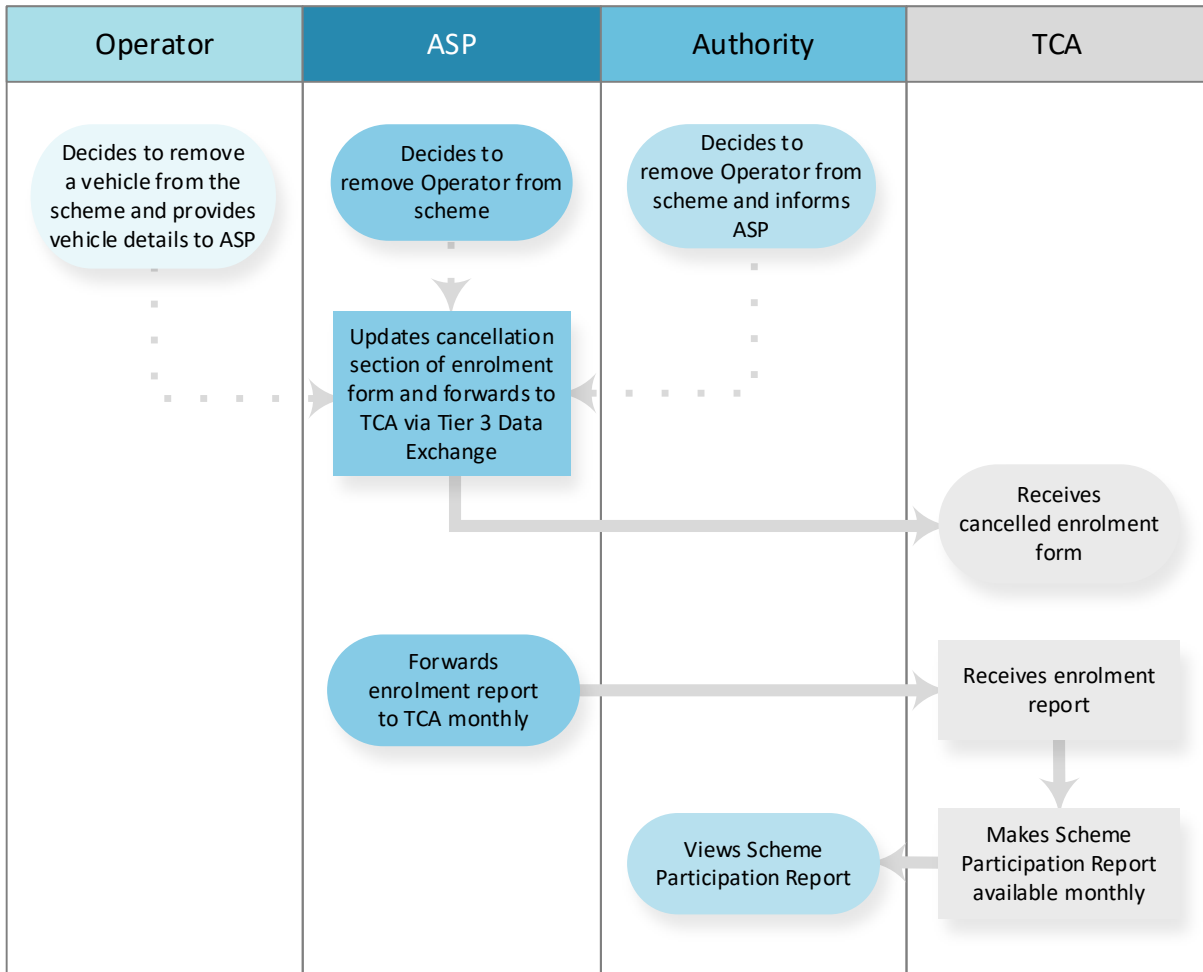 Operator
ASP
Authority
TCA
Decides to remove
a vehicle from the
scheme and provides
vehicle details to ASP
Decides to
remove Operator from
scheme
Decides to
remove Operator from
scheme and informs
ASP
Updates cancellation
section of enrolment
form and forwards to
TCA via Tier 3 Data
Exchange
Receives
cancelled enrolment
form
Forwards
enrolment report
to TCA monthly
Receives enrolment
report
Views Scheme
Participation Report
Makes Scheme
Participation Report
available monthly